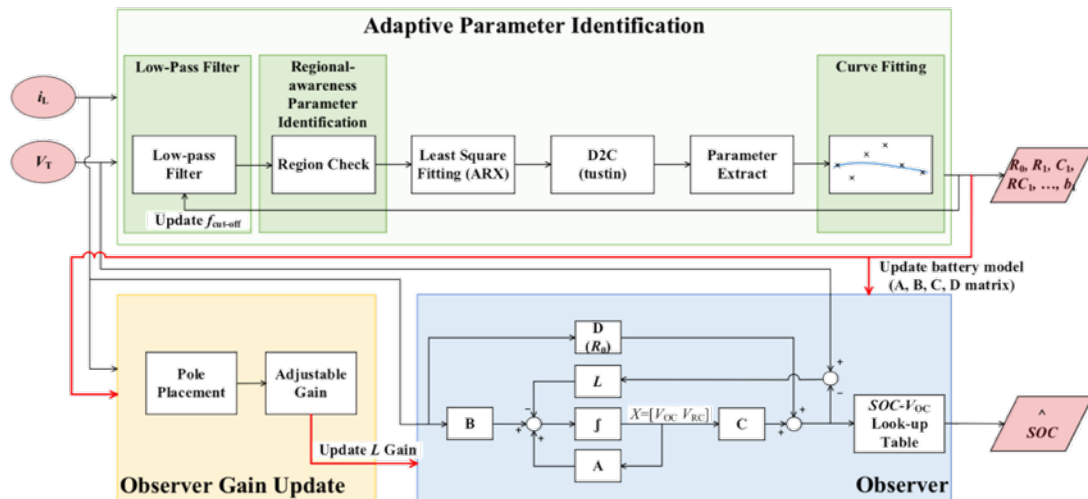 Adaptive Parameter Identification
Low-Pass Filter
Regional-
awareness
Parameter
Identification
Curve Fitting
iL
VT
Low-pass
Filter
Region Check
Least Square
Fitting (ARX)
D2C
(tustin)
Parameter
Extract
R0, R1, C1,
RC1, …, b1
Update fcut-off
Update battery model
(A, B, C, D matrix)
Pole
Placement
Adjustable
Gain
Update L Gain
Observer Gain Update
D
(R0)
L
B
∫
X=[VOC VRC]
C
A
+
−
−
+
+
+
+
+
SOC-VOC
Look-up
Table
^
SOC
Observer